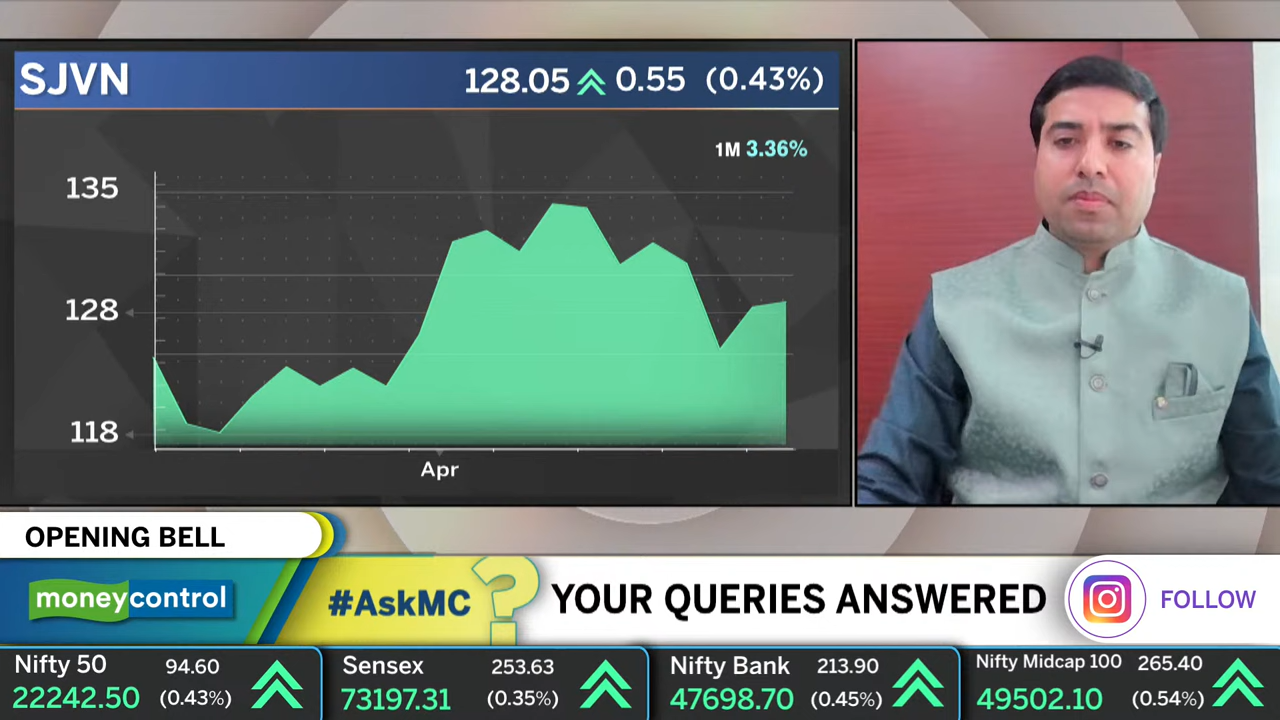 SJVN
128.05 0.55 (0.43%)
1M 3.36%
135
128
118
Apr
OPENING BELL
moneycontrol
#AskMC ?
YOUR QUERIES ANSWERED
FOLLOW
Nifty 50 94.60
22242.50 (0.43%)
Sensex 253.63
73197.31 (0.35%)
Nifty Bank 213.90
47698.70 (0.45%)
Nifty Midcap 100 265.40
49502.10 (0.54%)